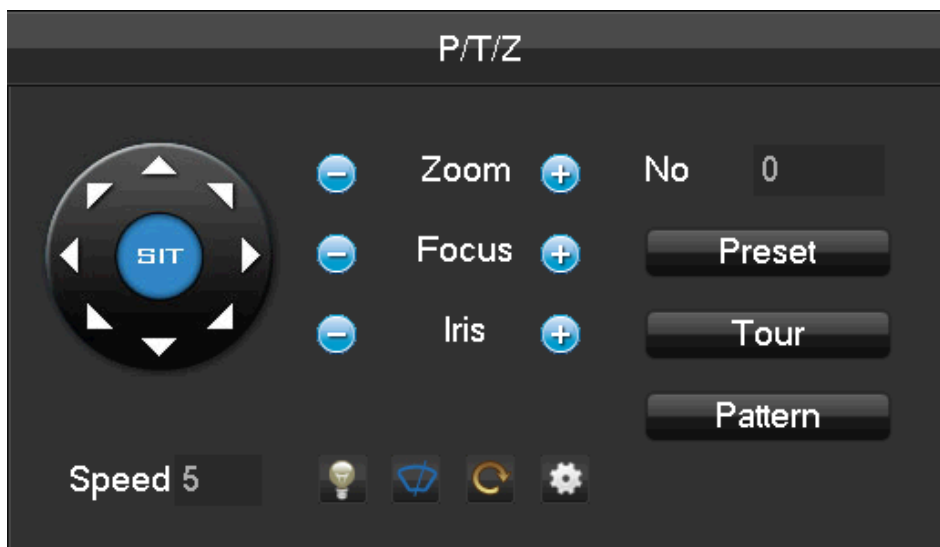 P/T/Z
Zoom
No 0
SIT
Focus
Preset
Iris
Tour
Pattern
Speed 5